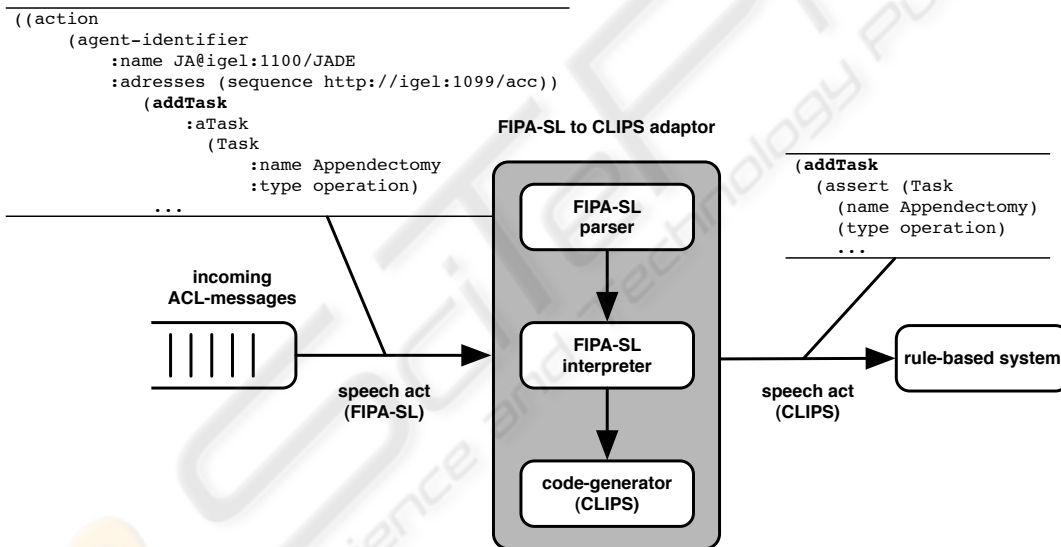 ((action
(agent-identifier
:name JA@igel:1100/JADE
:adresses (sequence http://igel:1099/acc))
(addTask
:aTask
(Task
:name Appendectomy
:type operation)
...
FIPA-SL to CLIPS adaptor
FIPA-SL
parser
FIPA-SL
interpreter
code-generator
(CLIPS)
(addTask
(assert (Task
(name Appendectomy)
(type operation)
...
incoming
ACL-messages
speech act
(FIPA-SL)
speech act
(CLIPS)
rule-based system